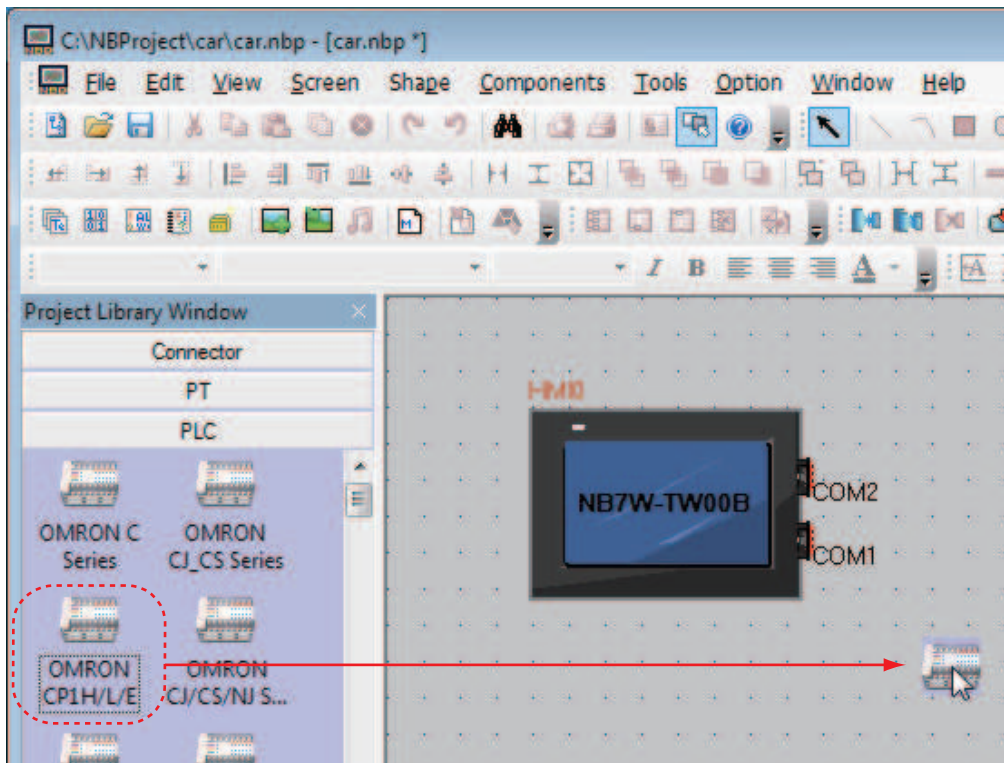 C:\NBProject\car\car.nbp - [car.nbp *]
File Edit View Screen Shape Components Tools Option Window Help
I B A A
Project Library Window
Connector
PT
PLC
OMRON C
Series
OMRON
CJ_CS Series
OMRON
CP1H/L/E
OMRON
CJ/CS/NJ S...
HMI0
NB7W-TW00B
COM2
COM1